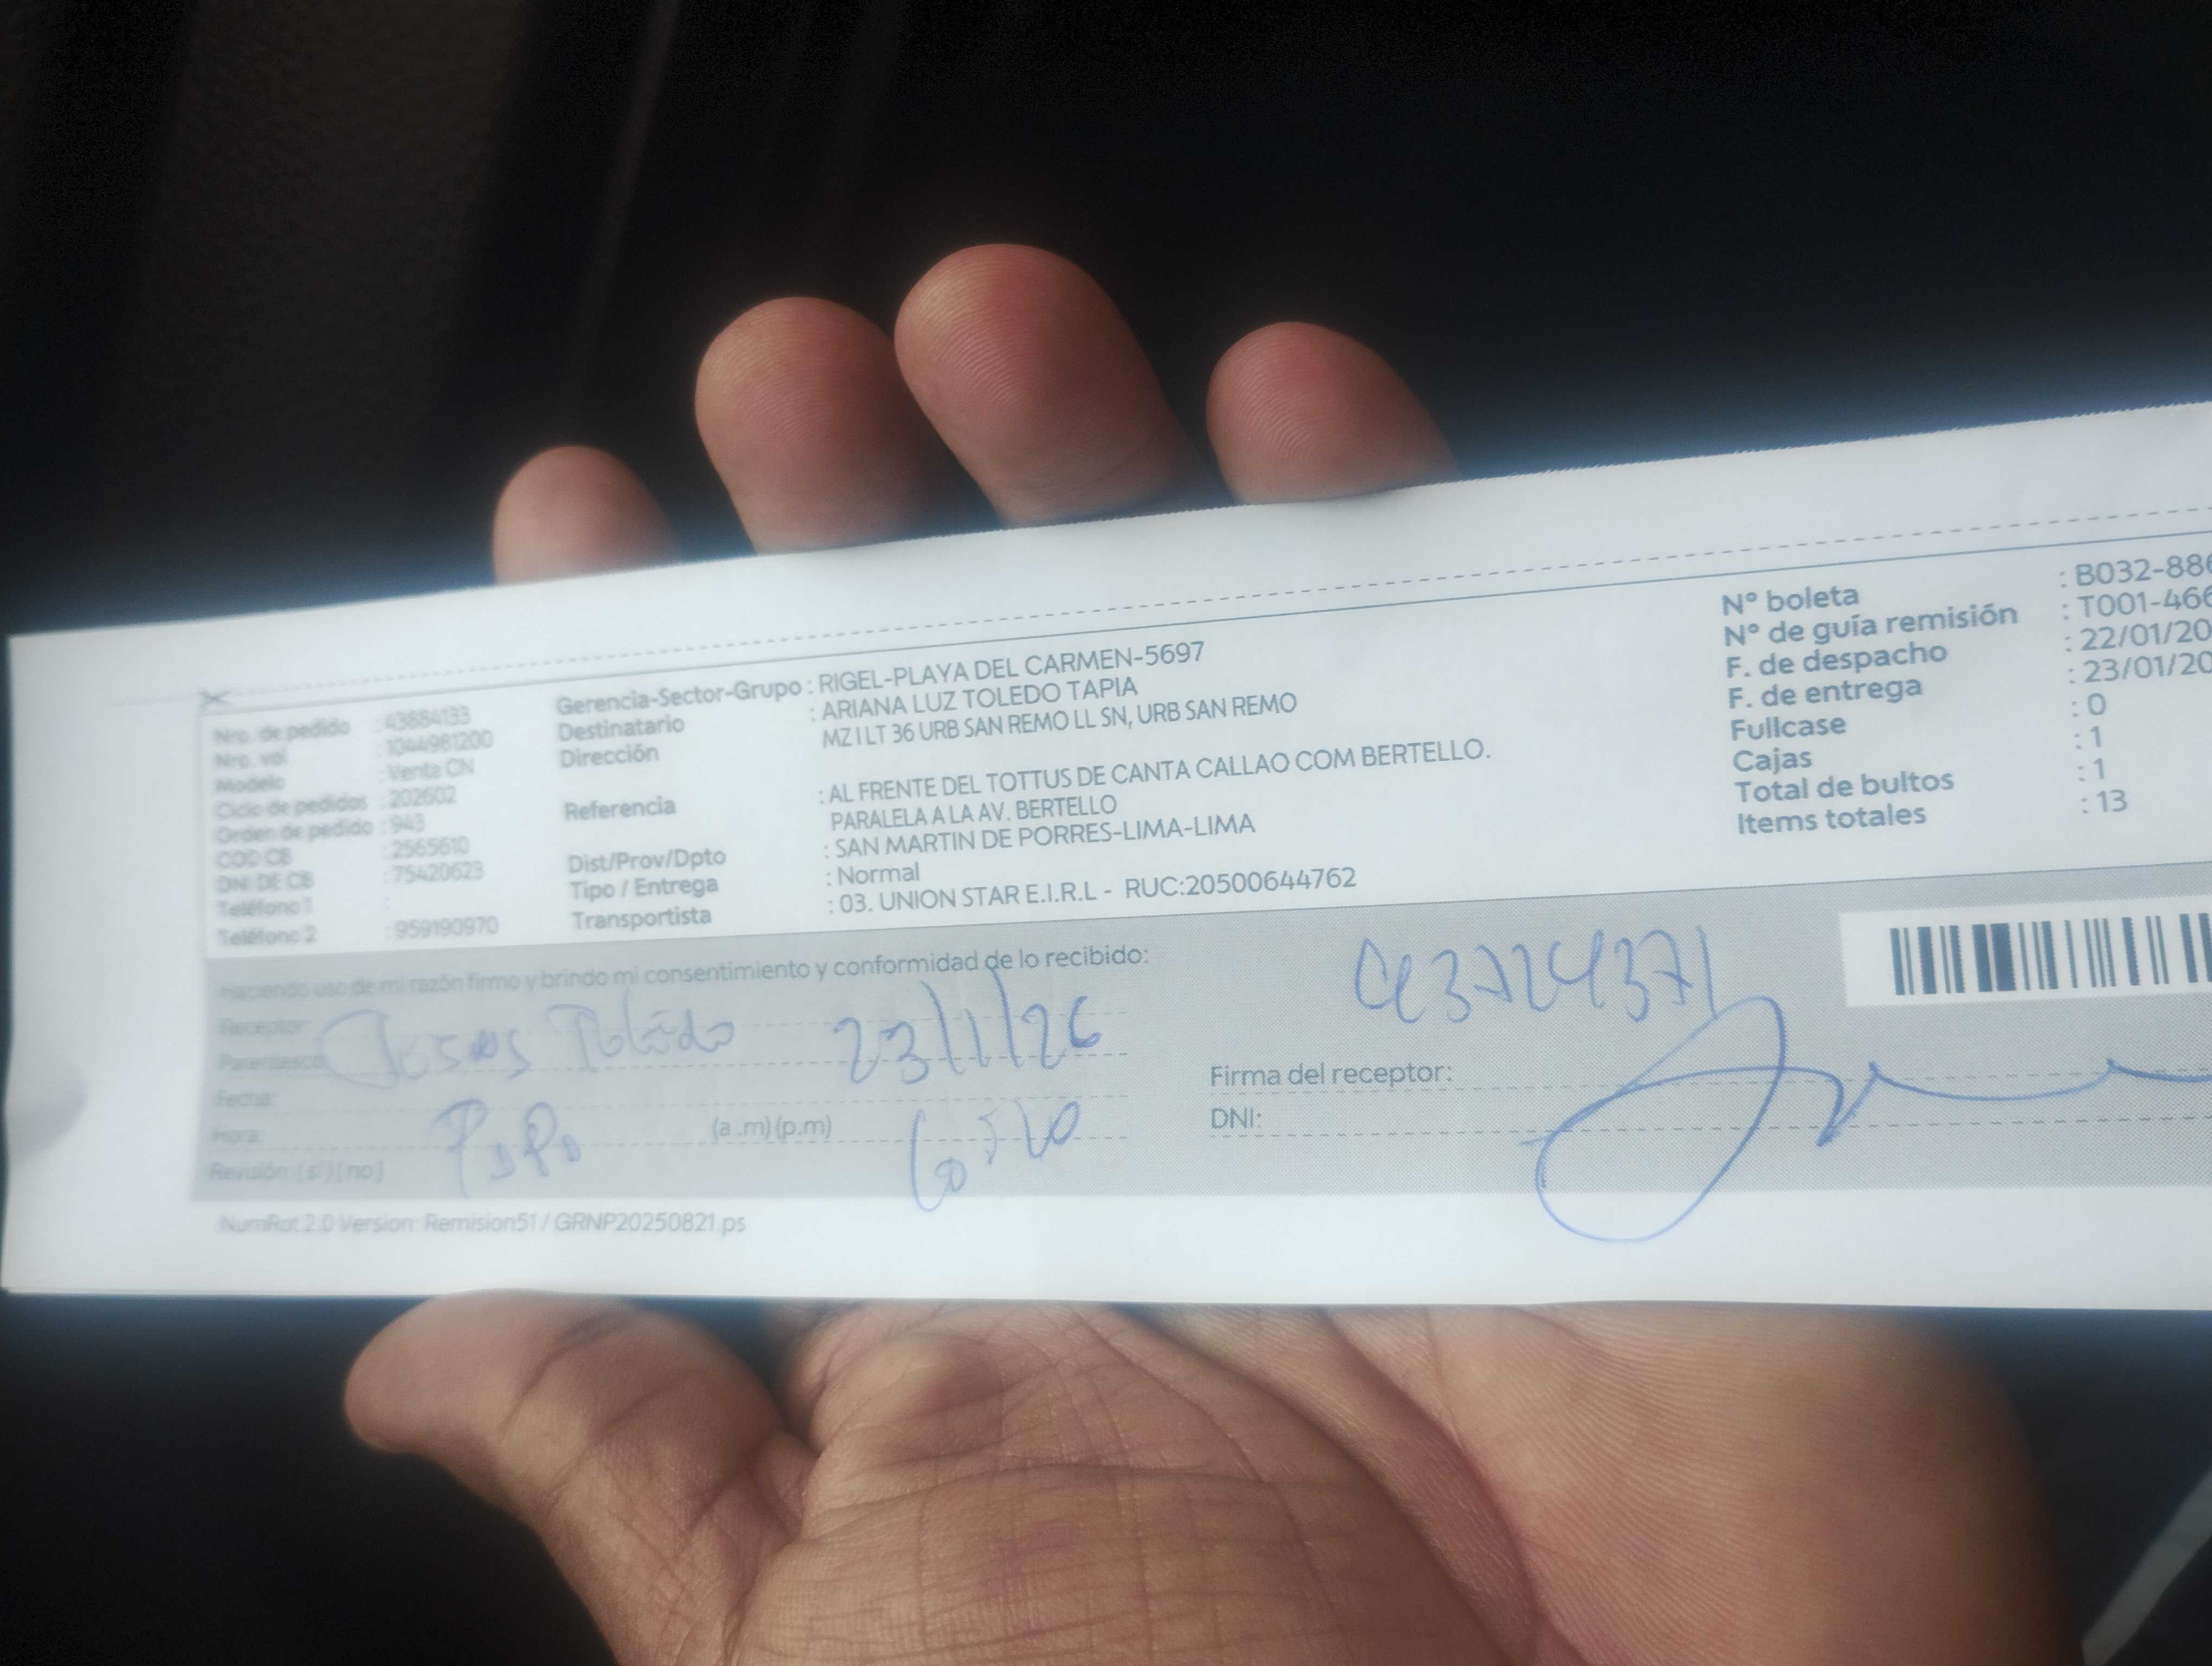 Nro. de pedido : 43884133
Nro. vol : 1044981200
Modelo : Venta CN
Ciclo de pedidos : 202602
Orden de pedido : 943
COD CB : 2565610
DNI DE CB : 75420623
Teléfono 1 :
Teléfono 2 : 959190970
Gerencia-Sector-Grupo : RIGEL-PLAYA DEL CARMEN-5697
Destinatario : ARIANA LUZ TOLEDO TAPIA
Dirección MZ I LT 36 URB SAN REMO LL SN, URB SAN REMO
Referencia : AL FRENTE DEL TOTTUS DE CANTA CALLAO COM BERTELLO.
PARALELA A LA AV. BERTELLO
Dist/Prov/Dpto : SAN MARTIN DE PORRES-LIMA-LIMA
Tipo / Entrega : Normal
Transportista : 03. UNION STAR E.I.R.L - RUC:20500644762
N° boleta : B032-886
N° de guía remisión : T001-466
F. de despacho : 22/01/20
F. de entrega : 23/01/20
Fullcase : 0
Cajas : 1
Total de bultos : 1
Items totales : 13
Haciendo uso de mi razón firmo y brindo mi consentimiento y conformidad de lo recibido:
Receptor:
Parentesco:
Toledo 23/1/26
Fecha:
Hora: (a .m) (p.m)
Revisión: (si) (no)
Firma del receptor:
DNI:
NumRot 2.0 Version: Remision51 / GRNP20250821.ps